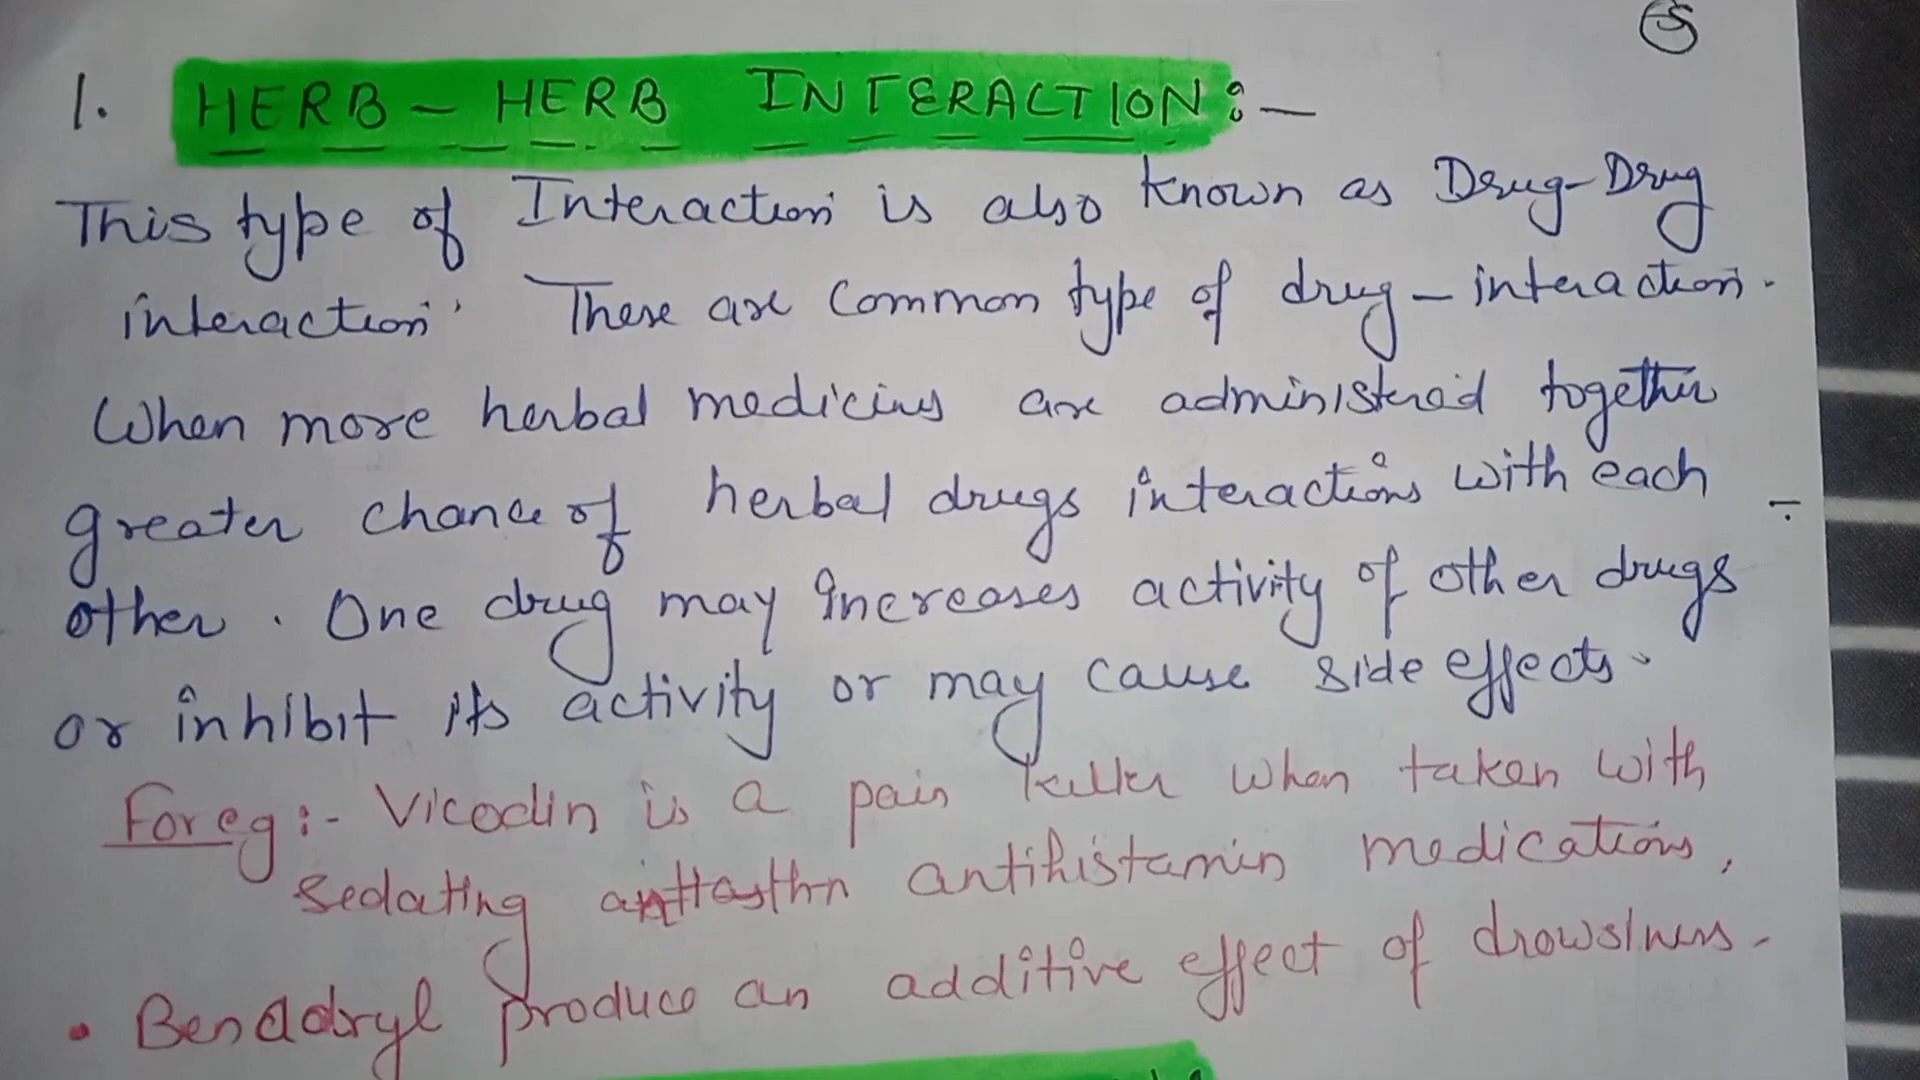 5
1. HERB - HERB INTERACTION :-
This type of Interaction is also known as Drug-Drug
interaction. These are common type of drug - interaction.
When more herbal medicins are administered together
greater chance of herbal drugs interactions with each
other. One drug may increases activity of other drugs
or inhibit its activity or may cause side effects.
For eg :- Vicodin is a pain killer when taken with
sedating antihistamin medications,
• Benadryl produce an additive effect of drowsiness.